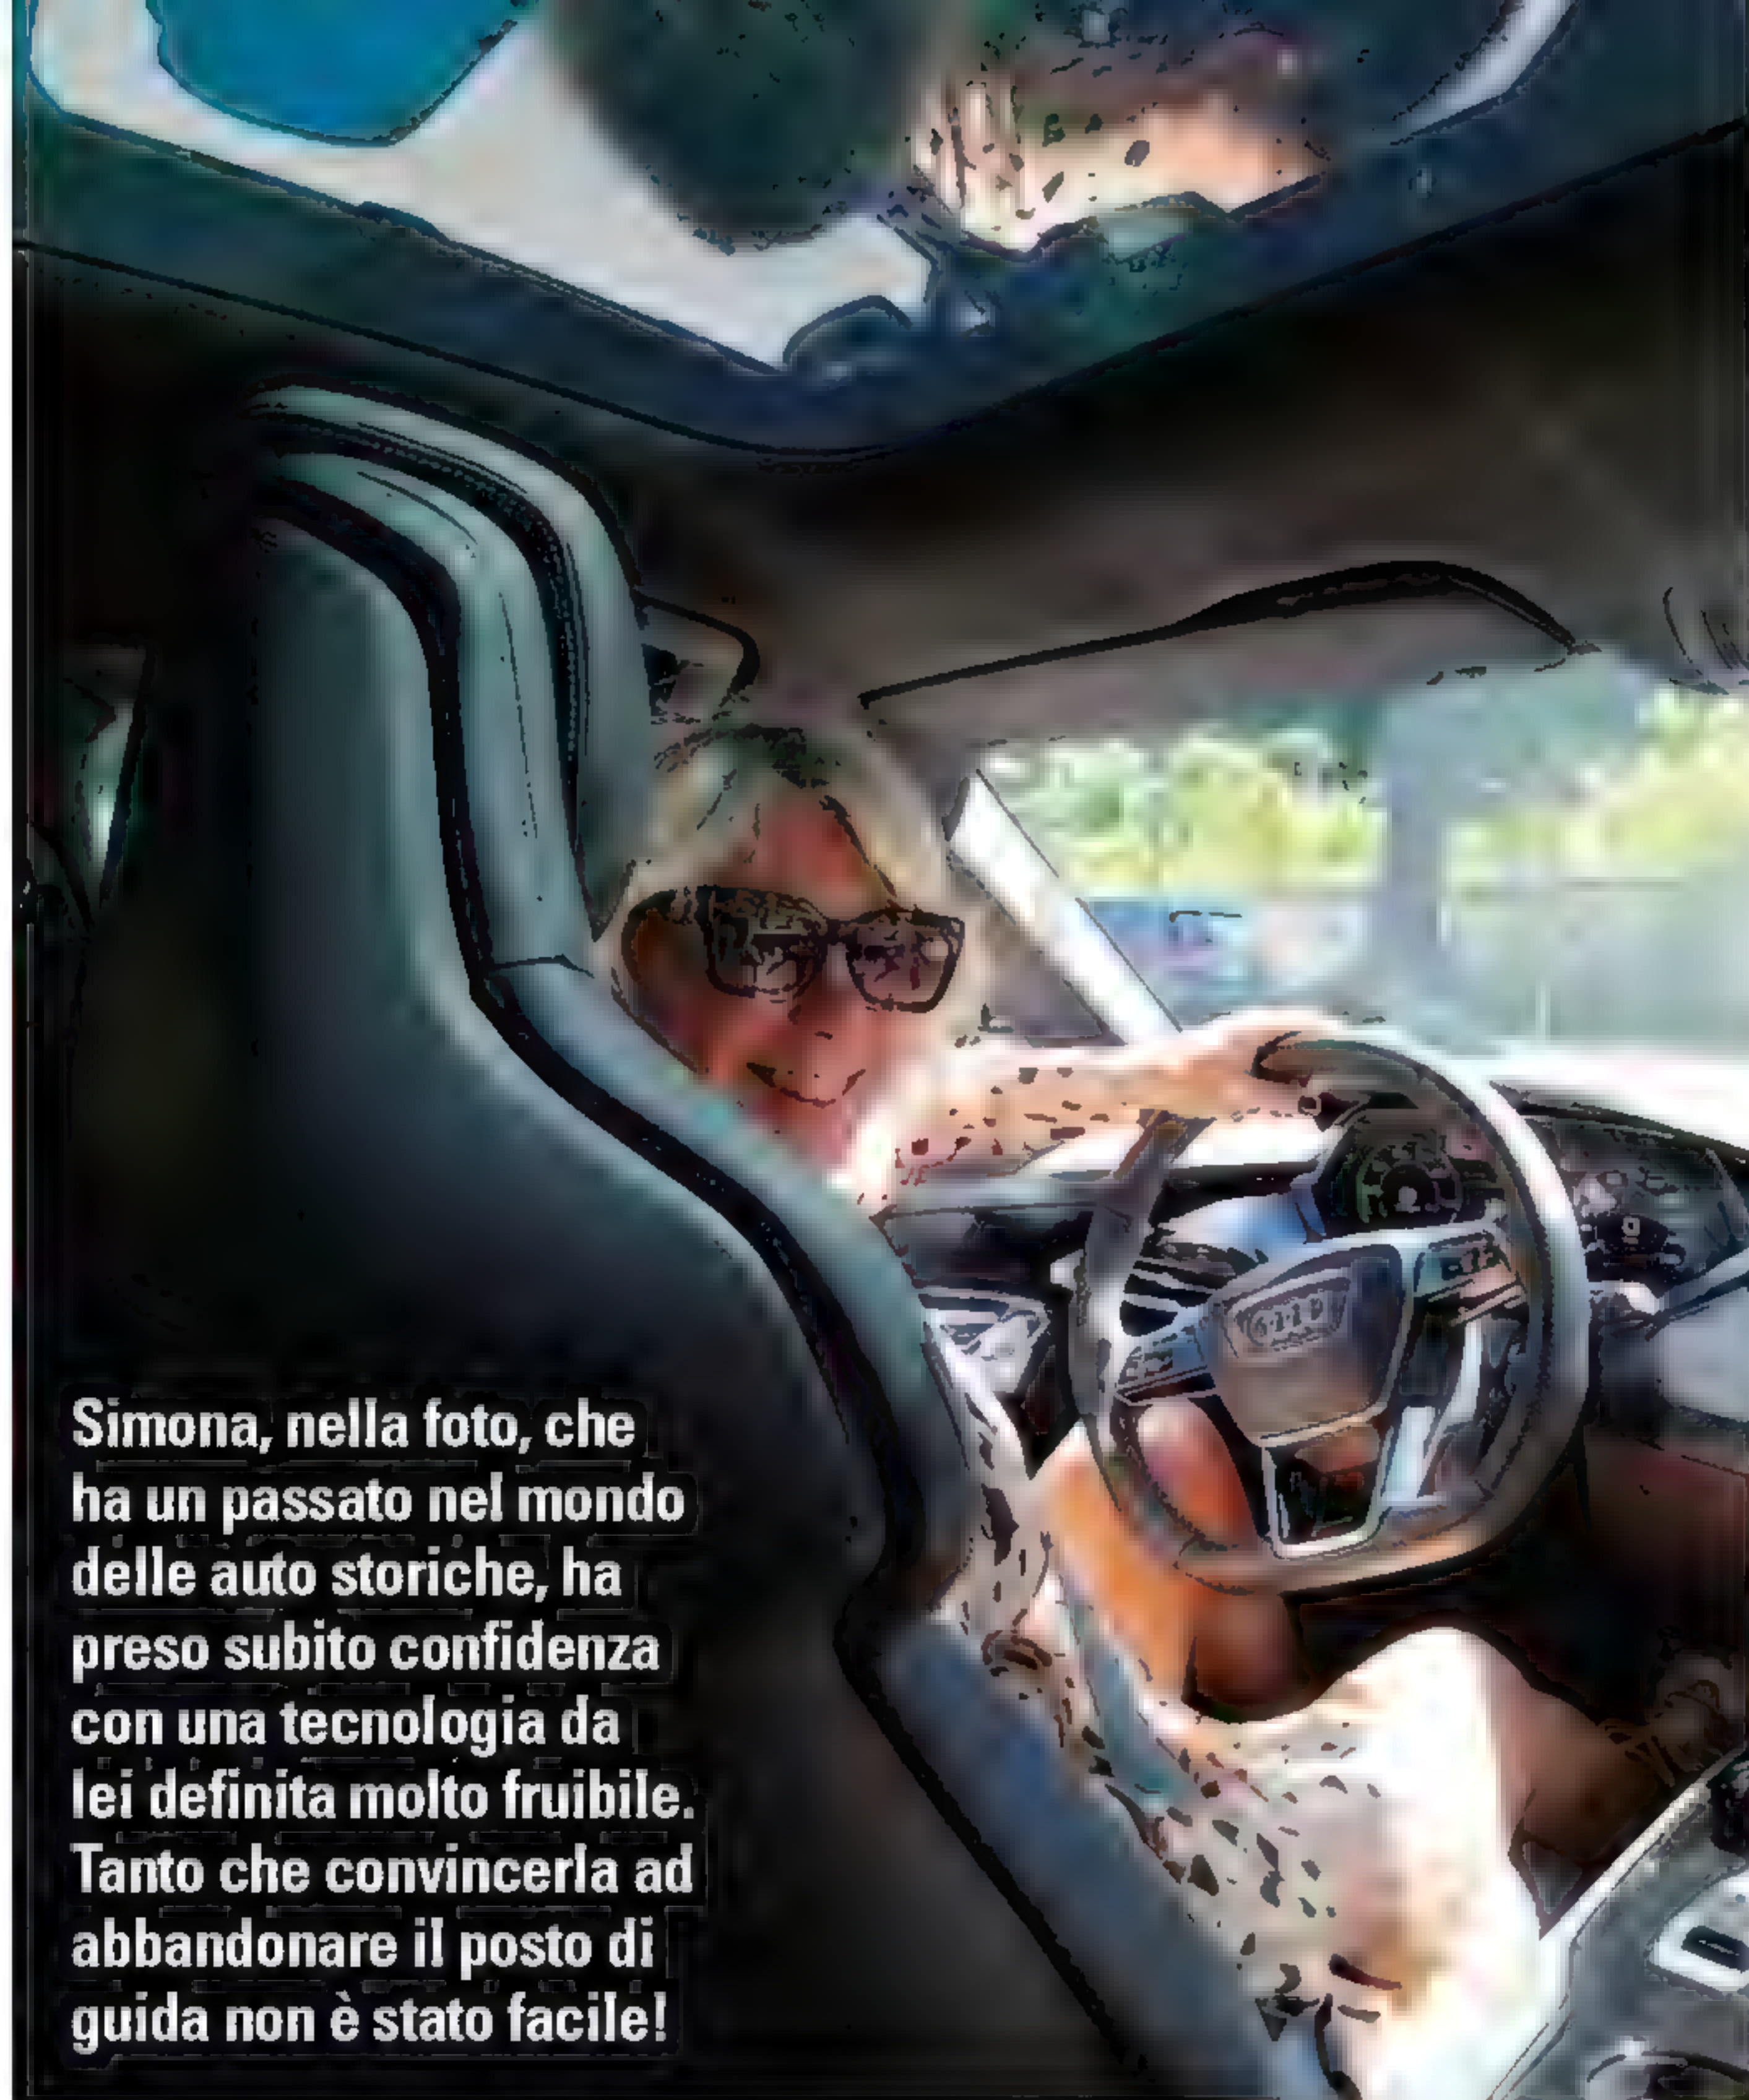 Simona, nella foto, che
ha un passato nel mondo
delle auto storiche, ha
preso subito confidenza
con una tecnologia da
lei definita molto fruibile.
Tanto che convincerla ad
abbandonare il posto di
guida non è stato facile!